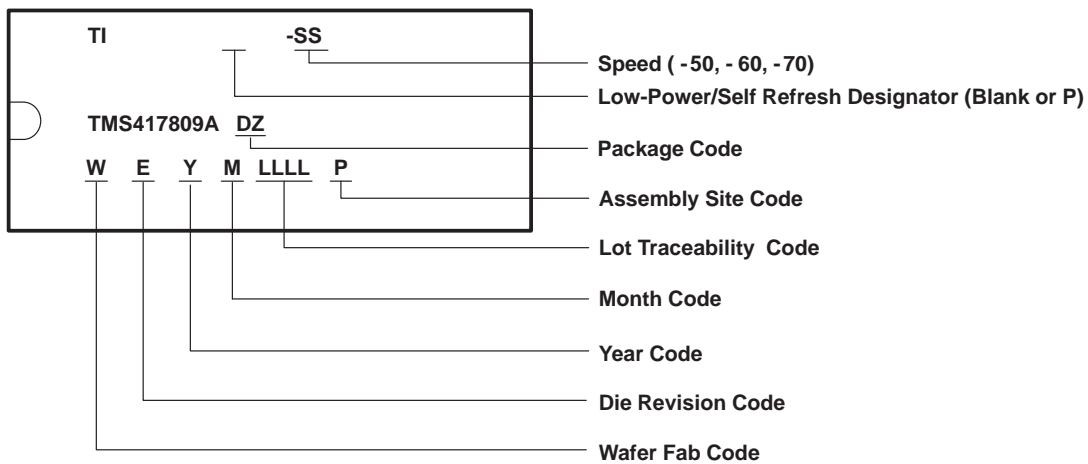 TI -SS
Speed ( -50, - 60, -70)
Low-Power/Self Refresh Designator (Blank or P)
TMS417809A DZ
Package Code
W E Y M LLLL P
Assembly Site Code
Lot Traceability Code
Month Code
Year Code
Die Revision Code
Wafer Fab Code